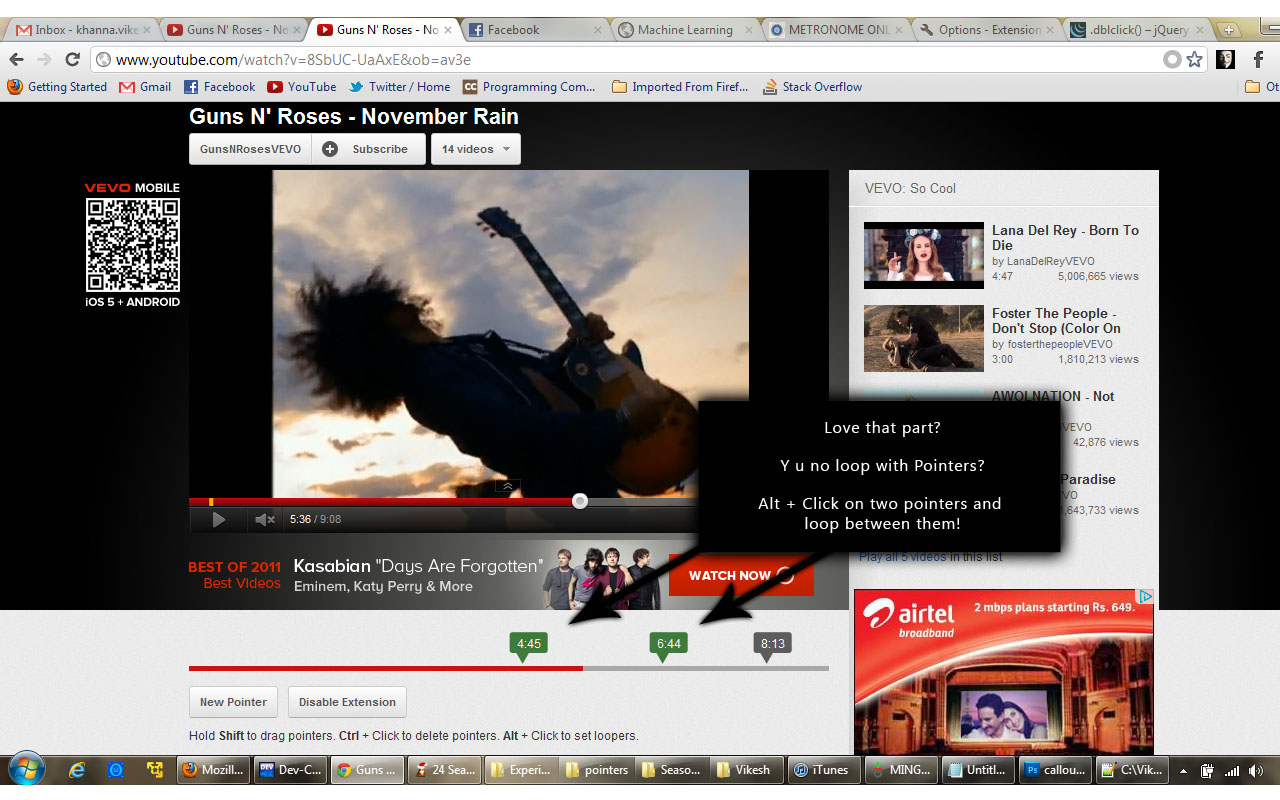 Inbox - khanna.vike
Guns N' Roses - No
Guns N' Roses - No
Facebook
Machine Learning
METRONOME ONL
Options - Extension
.dblclick() – jQuery
www.youtube.com/watch?v=8SbUC-UaAxE&ob=av3e
Getting Started
Gmail
Facebook
YouTube
Twitter / Home
Programming Com...
Imported From Firef...
Stack Overflow
Ot
Guns N' Roses - November Rain
GunsNRosesVEVO
Subscribe
14 videos
VEVO MOBILE
iOS 5 + ANDROID
VEVO: So Cool
Lana Del Rey - Born To
Die
by LanaDelReyVEVO
4:47 5,006,665 views
Foster The People -
Don't Stop (Color On
by fosterthepeopleVEVO
3:00 1,810,213 views
AWOLNATION - Not
VEVO
42,876 views
Paradise
VO
,643,733 views
Play all 5 videos in this list
Love that part?
Y u no loop with Pointers?
Alt + Click on two pointers and
loop between them!
5:36 / 9:08
BEST OF 2011
Best Videos
Kasabian "Days Are Forgotten"
Eminem, Katy Perry & More
WATCH NOW
airtel
broadband
2 mbps plans starting Rs. 649.
4:45
6:44
8:13
New Pointer
Disable Extension
Hold Shift to drag pointers. Ctrl + Click to delete pointers. Alt + Click to set loopers.
Mozill...
Dev-C...
Guns ...
24 Sea...
Experi...
pointers
Seaso...
Vikesh
iTunes
MING...
Untitl...
callou...
C:\Vik...